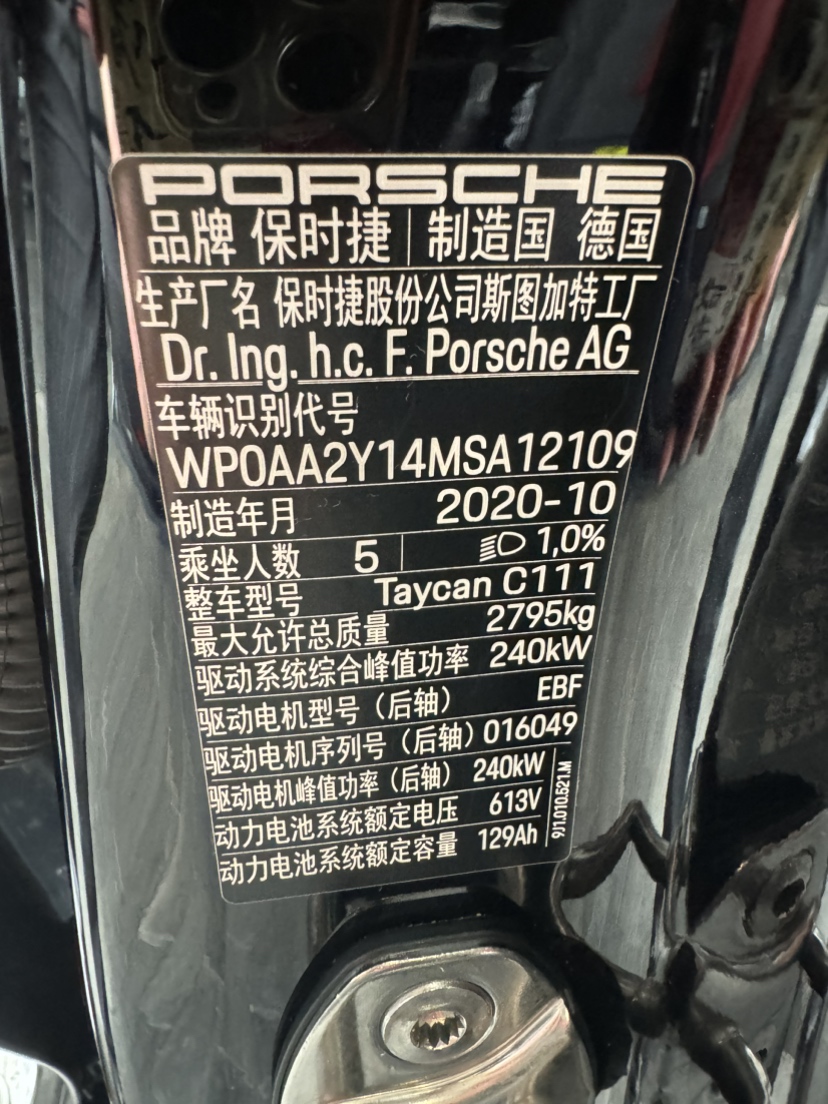 PORSCHE
品牌 保时捷 | 制造国 德国
生产厂名 保时捷股份公司斯图加特工厂
Dr. Ing. h.c. F. Porsche AG
车辆识别代号
WP0AA2Y14MSA12109
制造年月 2020-10
乘坐人数 5 | 1,0%
整车型号 Taycan C111
最大允许总质量 2795kg
驱动系统综合峰值功率 240kW
驱动电机型号（后轴） EBF
驱动电机序列号（后轴） 016049
驱动电机峰值功率（后轴） 240kW
动力电池系统额定电压 613V
动力电池系统额定容量 129Ah
9J1.010.521.M